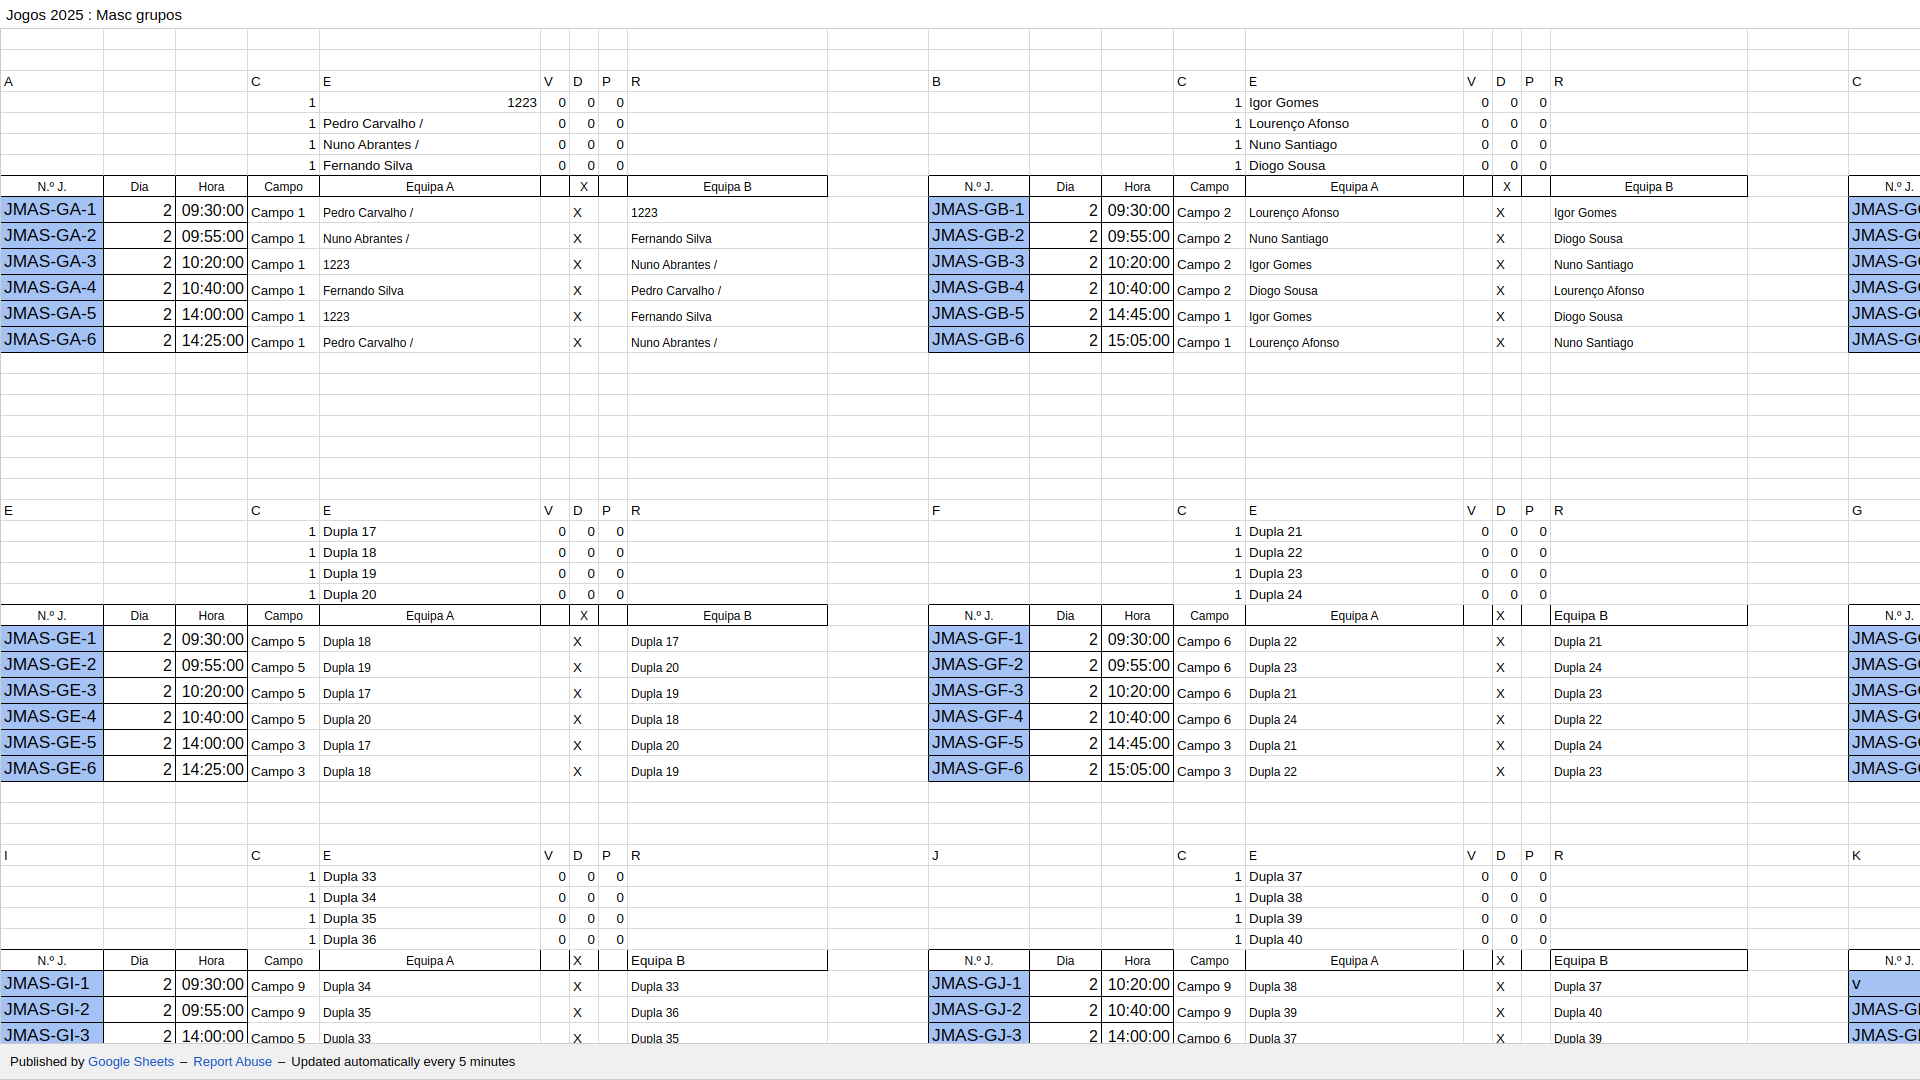 Jogos 2025 : Masc grupos
A C E V D P R B C E V D P R C
1 1223 0 0 0 1 Igor Gomes 0 0 0
1 Pedro Carvalho / 0 0 0 1 Lourenço Afonso 0 0 0
1 Nuno Abrantes / 0 0 0 1 Nuno Santiago 0 0 0
1 Fernando Silva 0 0 0 1 Diogo Sousa 0 0 0
N.º J. Dia Hora Campo Equipa A X Equipa B N.º J. Dia Hora Campo Equipa A X Equipa B N.º J.
JMAS-GA-1 2 09:30:00 Campo 1 Pedro Carvalho / X 1223 JMAS-GB-1 2 09:30:00 Campo 2 Lourenço Afonso X Igor Gomes
JMAS-GA-2 2 09:55:00 Campo 1 Nuno Abrantes / X Fernando Silva JMAS-GB-2 2 09:55:00 Campo 2 Nuno Santiago X Diogo Sousa
JMAS-GA-3 2 10:20:00 Campo 1 1223 X Nuno Abrantes / JMAS-GB-3 2 10:20:00 Campo 2 Igor Gomes X Nuno Santiago
JMAS-GA-4 2 10:40:00 Campo 1 Fernando Silva X Pedro Carvalho / JMAS-GB-4 2 10:40:00 Campo 2 Diogo Sousa X Lourenço Afonso
JMAS-GA-5 2 14:00:00 Campo 1 1223 X Fernando Silva JMAS-GB-5 2 14:45:00 Campo 1 Igor Gomes X Diogo Sousa
JMAS-GA-6 2 14:25:00 Campo 1 Pedro Carvalho / X Nuno Abrantes / JMAS-GB-6 2 15:05:00 Campo 1 Lourenço Afonso X Nuno Santiago
E C E V D P R F C E V D P R G
1 Dupla 17 0 0 0 1 Dupla 21 0 0 0
1 Dupla 18 0 0 0 1 Dupla 22 0 0 0
1 Dupla 19 0 0 0 1 Dupla 23 0 0 0
1 Dupla 20 0 0 0 1 Dupla 24 0 0 0
N.º J. Dia Hora Campo Equipa A X Equipa B N.º J. Dia Hora Campo Equipa A X Equipa B N.º J.
JMAS-GE-1 2 09:30:00 Campo 5 Dupla 18 X Dupla 17 JMAS-GF-1 2 09:30:00 Campo 6 Dupla 22 X Dupla 21
JMAS-GE-2 2 09:55:00 Campo 5 Dupla 19 X Dupla 20 JMAS-GF-2 2 09:55:00 Campo 6 Dupla 23 X Dupla 24
JMAS-GE-3 2 10:20:00 Campo 5 Dupla 17 X Dupla 19 JMAS-GF-3 2 10:20:00 Campo 6 Dupla 21 X Dupla 23
JMAS-GE-4 2 10:40:00 Campo 5 Dupla 20 X Dupla 18 JMAS-GF-4 2 10:40:00 Campo 6 Dupla 24 X Dupla 22
JMAS-GE-5 2 14:00:00 Campo 3 Dupla 17 X Dupla 20 JMAS-GF-5 2 14:45:00 Campo 3 Dupla 21 X Dupla 24
JMAS-GE-6 2 14:25:00 Campo 3 Dupla 18 X Dupla 19 JMAS-GF-6 2 15:05:00 Campo 3 Dupla 22 X Dupla 23
I C E V D P R J C E V D P R K
1 Dupla 33 0 0 0 1 Dupla 37 0 0 0
1 Dupla 34 0 0 0 1 Dupla 38 0 0 0
1 Dupla 35 0 0 0 1 Dupla 39 0 0 0
1 Dupla 36 0 0 0 1 Dupla 40 0 0 0
N.º J. Dia Hora Campo Equipa A X Equipa B N.º J. Dia Hora Campo Equipa A X Equipa B N.º J.
JMAS-GI-1 2 09:30:00 Campo 9 Dupla 34 X Dupla 33 JMAS-GJ-1 2 10:20:00 Campo 9 Dupla 38 X Dupla 37 v
JMAS-GI-2 2 09:55:00 Campo 9 Dupla 35 X Dupla 36 JMAS-GJ-2 2 10:40:00 Campo 9 Dupla 39 X Dupla 40
JMAS-GI-3 2 14:00:00 Campo 5 Dupla 33 X Dupla 35 JMAS-GJ-3 2 14:00:00 Campo 6 Dupla 37 X Dupla 39
Published by Google Sheets – Report Abuse – Updated automatically every 5 minutes